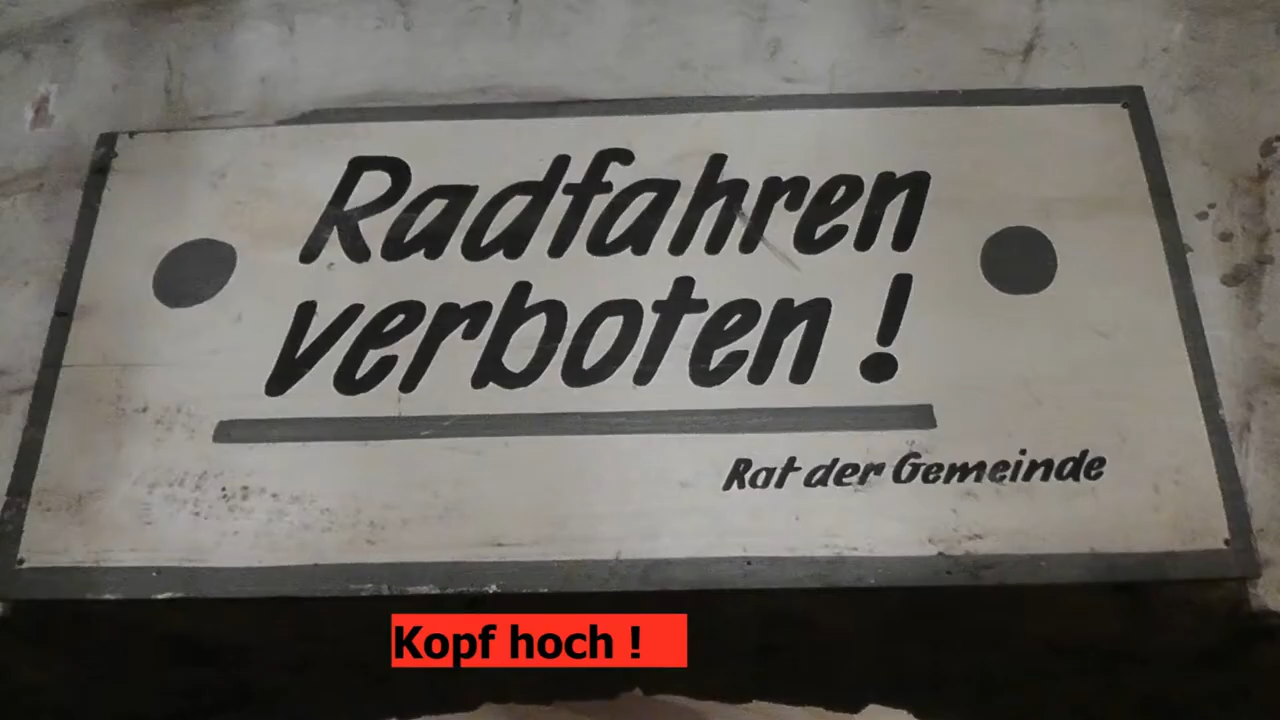 Radfahren
verboten !
Rat der Gemeinde
Kopf hoch !